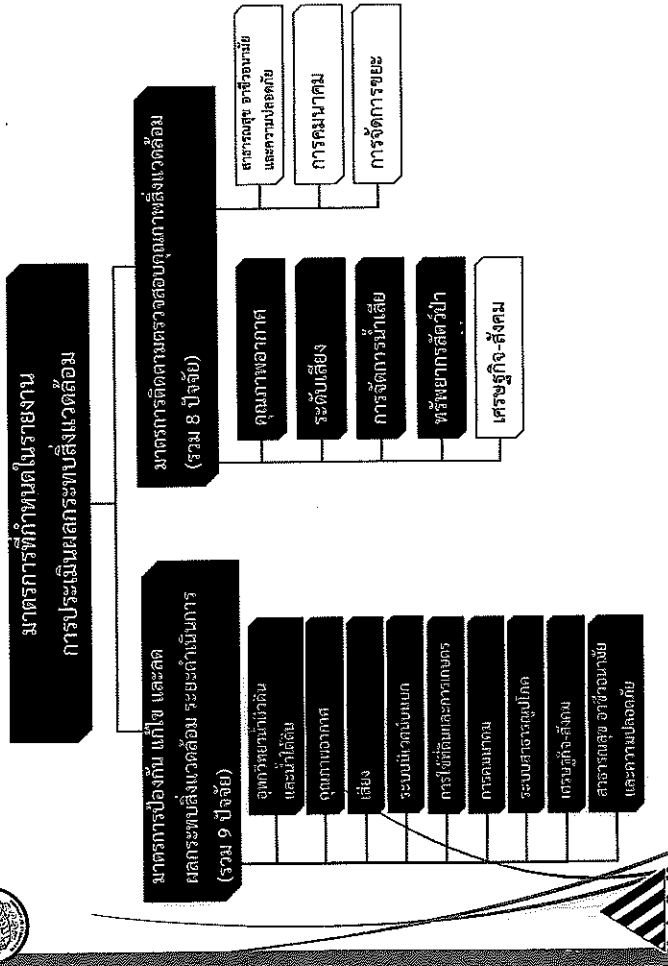 มาตรการที่กำหนดในรายงาน
การประเมินผลกระทบสิ่งแวดล้อม
มาตรการป้องกัน แก้ไข และลด
ผลกระทบสิ่งแวดล้อม ระยะดำเนินการ
(รวม 9 ปัจจัย)
อุทกวิทยาน้ำผิวดิน
และน้ำใต้ดิน
คุณภาพอากาศ
เสียง
ระบบนิเวศบนบก
การใช้ที่ดินและการเกษตร
การคมนาคม
ระบบสาธารณูปโภค
เศรษฐกิจ-สังคม
สาธารณสุข อาชีวอนามัย
และความปลอดภัย
มาตรการติดตามตรวจสอบคุณภาพสิ่งแวดล้อม
(รวม 8 ปัจจัย)
คุณภาพอากาศ
ระดับเสียง
การจัดการน้ำเสีย
ทรัพยากรสัตว์ป่า
เศรษฐกิจ-สังคม
สาธารณสุข อาชีวอนามัย
และความปลอดภัย
การคมนาคม
การจัดการขยะ